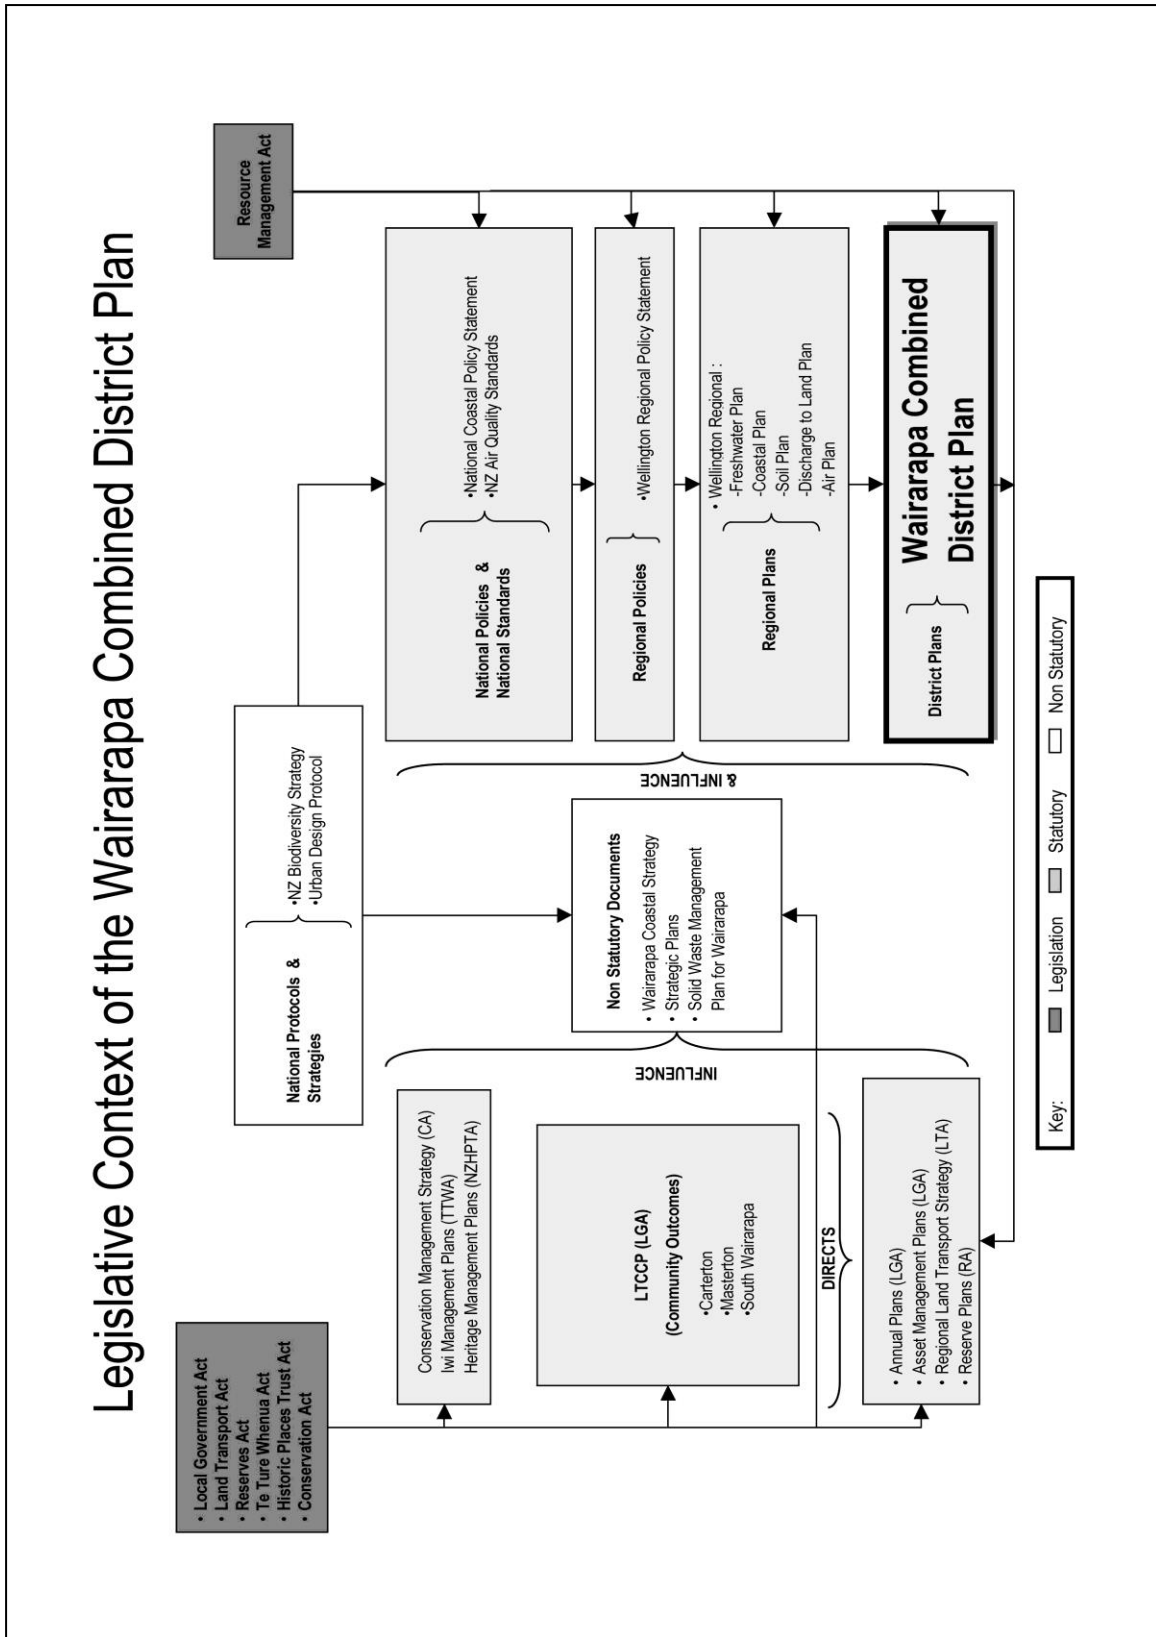 Legislative Context of the Wairarapa Combined District Plan
• Local Government Act
• Land Transport Act
• Reserves Act
• Te Ture Whenua Act
• Historic Places Trust Act
• Conservation Act
Resource
Management Act
National Protocols &
Strategies
•NZ Biodiversity Strategy
•Urban Design Protocol
Conservation Management Strategy (CA)
Iwi Management Plans (TTWA)
Heritage Management Plans (NZHPTA)
LTCCP (LGA)
(Community Outcomes)
•Carterton
•Masterton
•South Wairarapa
DIRECTS
• Annual Plans (LGA)
• Asset Management Plans (LGA)
• Regional Land Transport Strategy (LTA)
• Reserve Plans (RA)
INFLUENCE
Non Statutory Documents
• Wairarapa Coastal Strategy
• Strategic Plans
• Solid Waste Management
Plan for Wairarapa
& INFLUENCE
National Policies &
National Standards
•National Coastal Policy Statement
•NZ Air Quality Standards
Regional Policies
•Wellington Regional Policy Statement
Regional Plans
• Wellington Regional :
-Freshwater Plan
-Coastal Plan
-Soil Plan
-Discharge to Land Plan
-Air Plan
District Plans
Wairarapa Combined
District Plan
Key:
Legislation
Statutory
Non Statutory